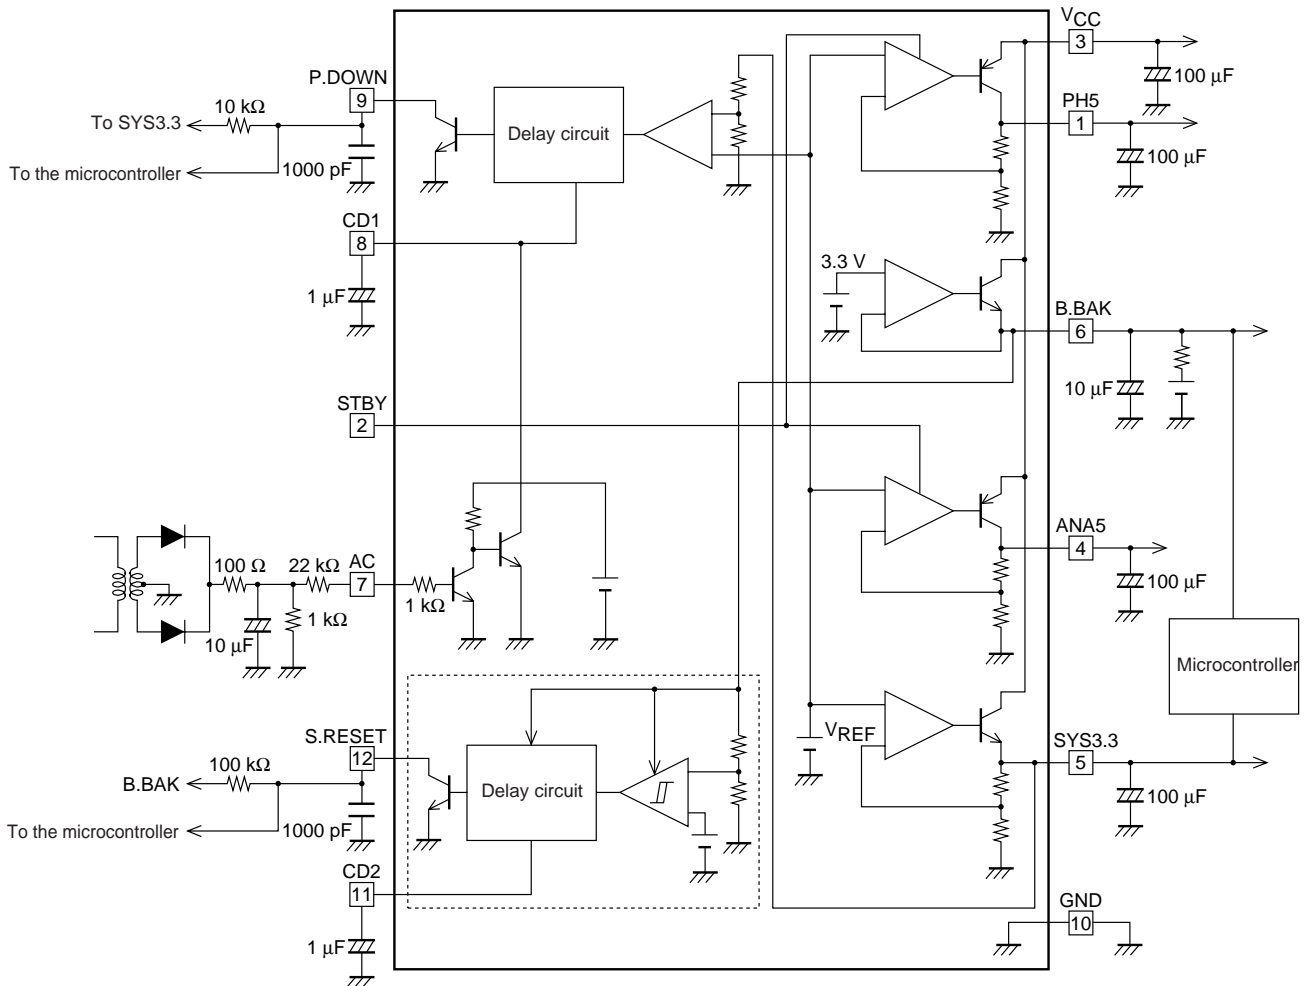 VCC
3
100 µF
P.DOWN
9
10 kΩ
To SYS3.3
1000 pF
To the microcontroller
Delay circuit
PH5
1
100 µF
CD1
8
1 µF
3.3 V
B.BAK
6
10 µF
STBY
2
ANA5
4
100 µF
100 Ω
22 kΩ
AC
7
1 kΩ
10 µF
1 kΩ
Microcontroller
VREF
S.RESET
12
100 kΩ
B.BAK
1000 pF
To the microcontroller
Delay circuit
SYS3.3
5
100 µF
CD2
11
1 µF
GND
10